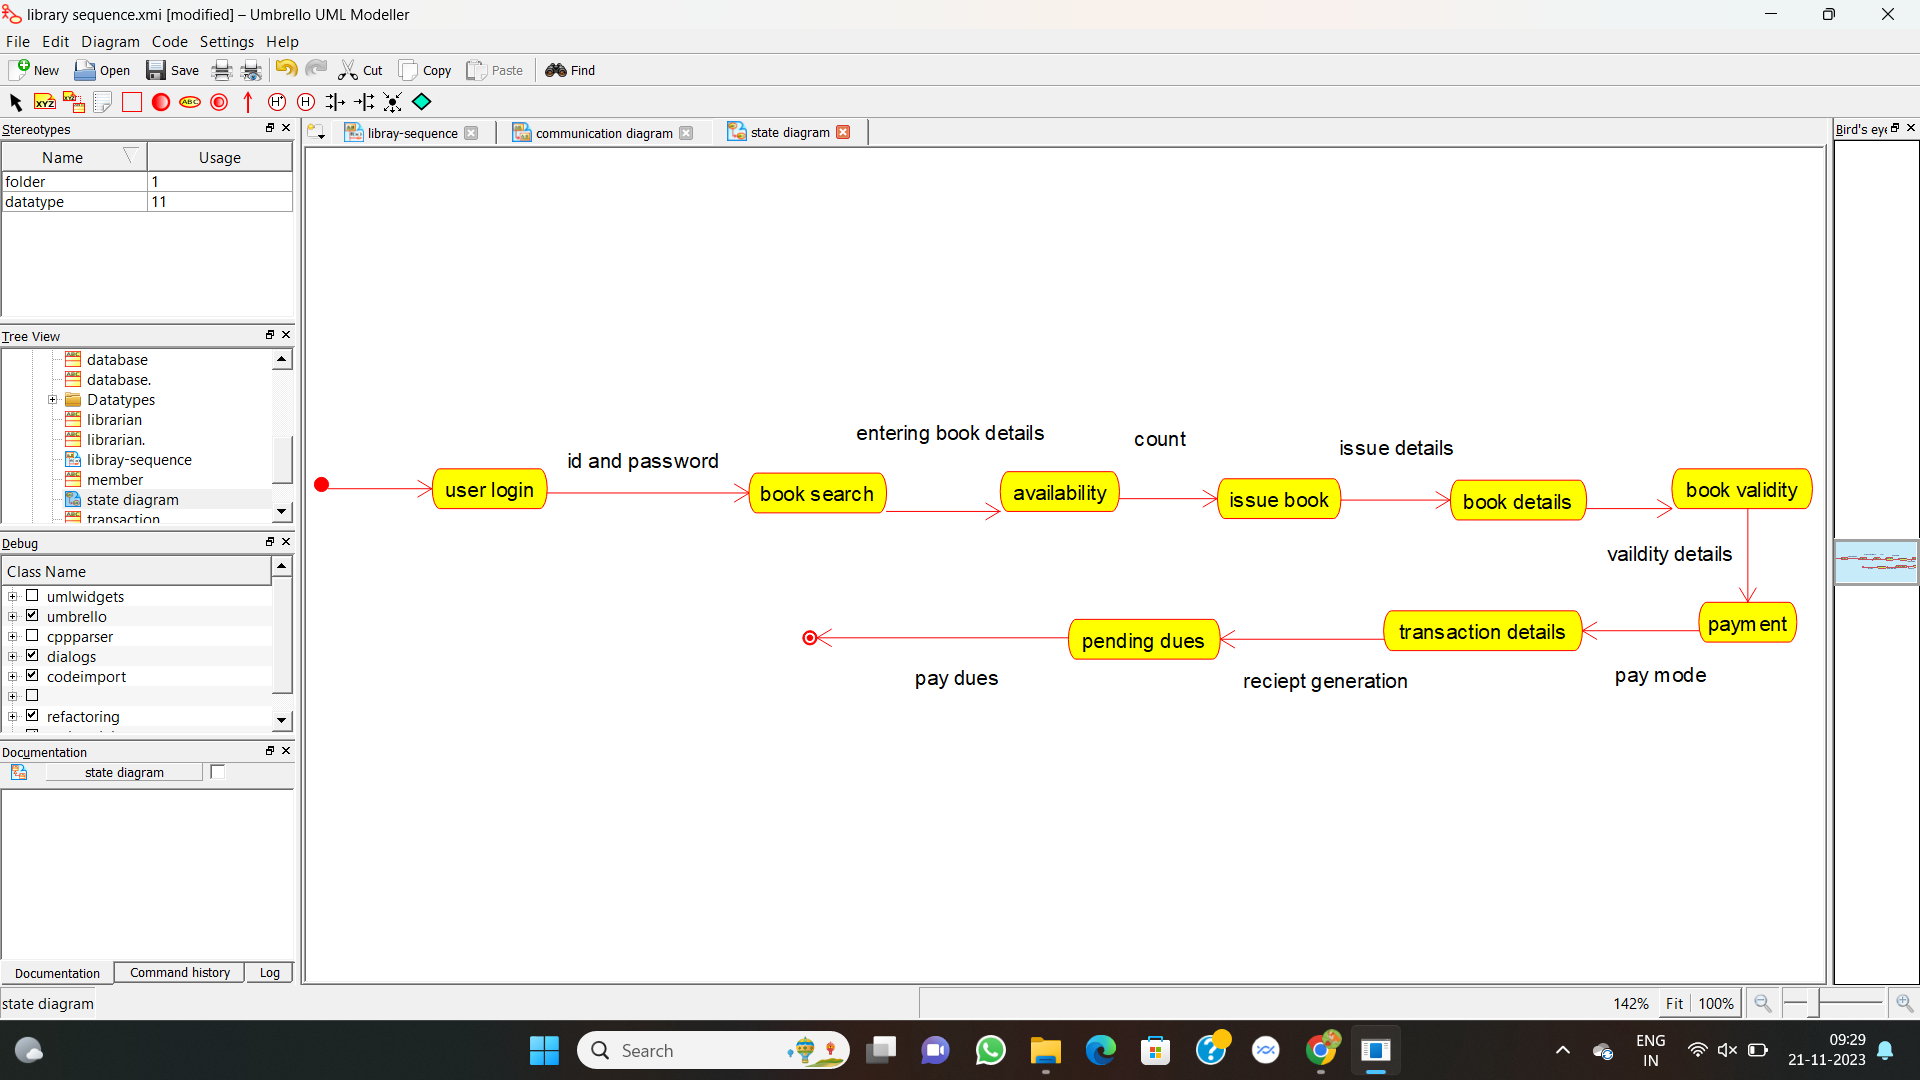 library sequence.xmi [modified] – Umbrello UML Modeller
File Edit Diagram Code Settings Help
New Open Save Cut Copy Paste Find
XYZ XYZ ABC H* H
Stereotypes
Name Usage
folder 1
datatype 11
Tree View
database
database.
Datatypes
librarian
librarian.
libray-sequence
member
state diagram
transaction
Debug
Class Name
umlwidgets
umbrello
cppparser
dialogs
codeimport
refactoring
Documentation
state diagram
Documentation Command history Log
state diagram
libray-sequence communication diagram state diagram
entering book details
count
issue details
id and password
user login
book search
availability
issue book
book details
book validity
vaildity details
pending dues
transaction details
payment
pay dues
reciept generation
pay mode
Bird's eye
142% Fit 100%
Search
ENG
IN
09:29
21-11-2023